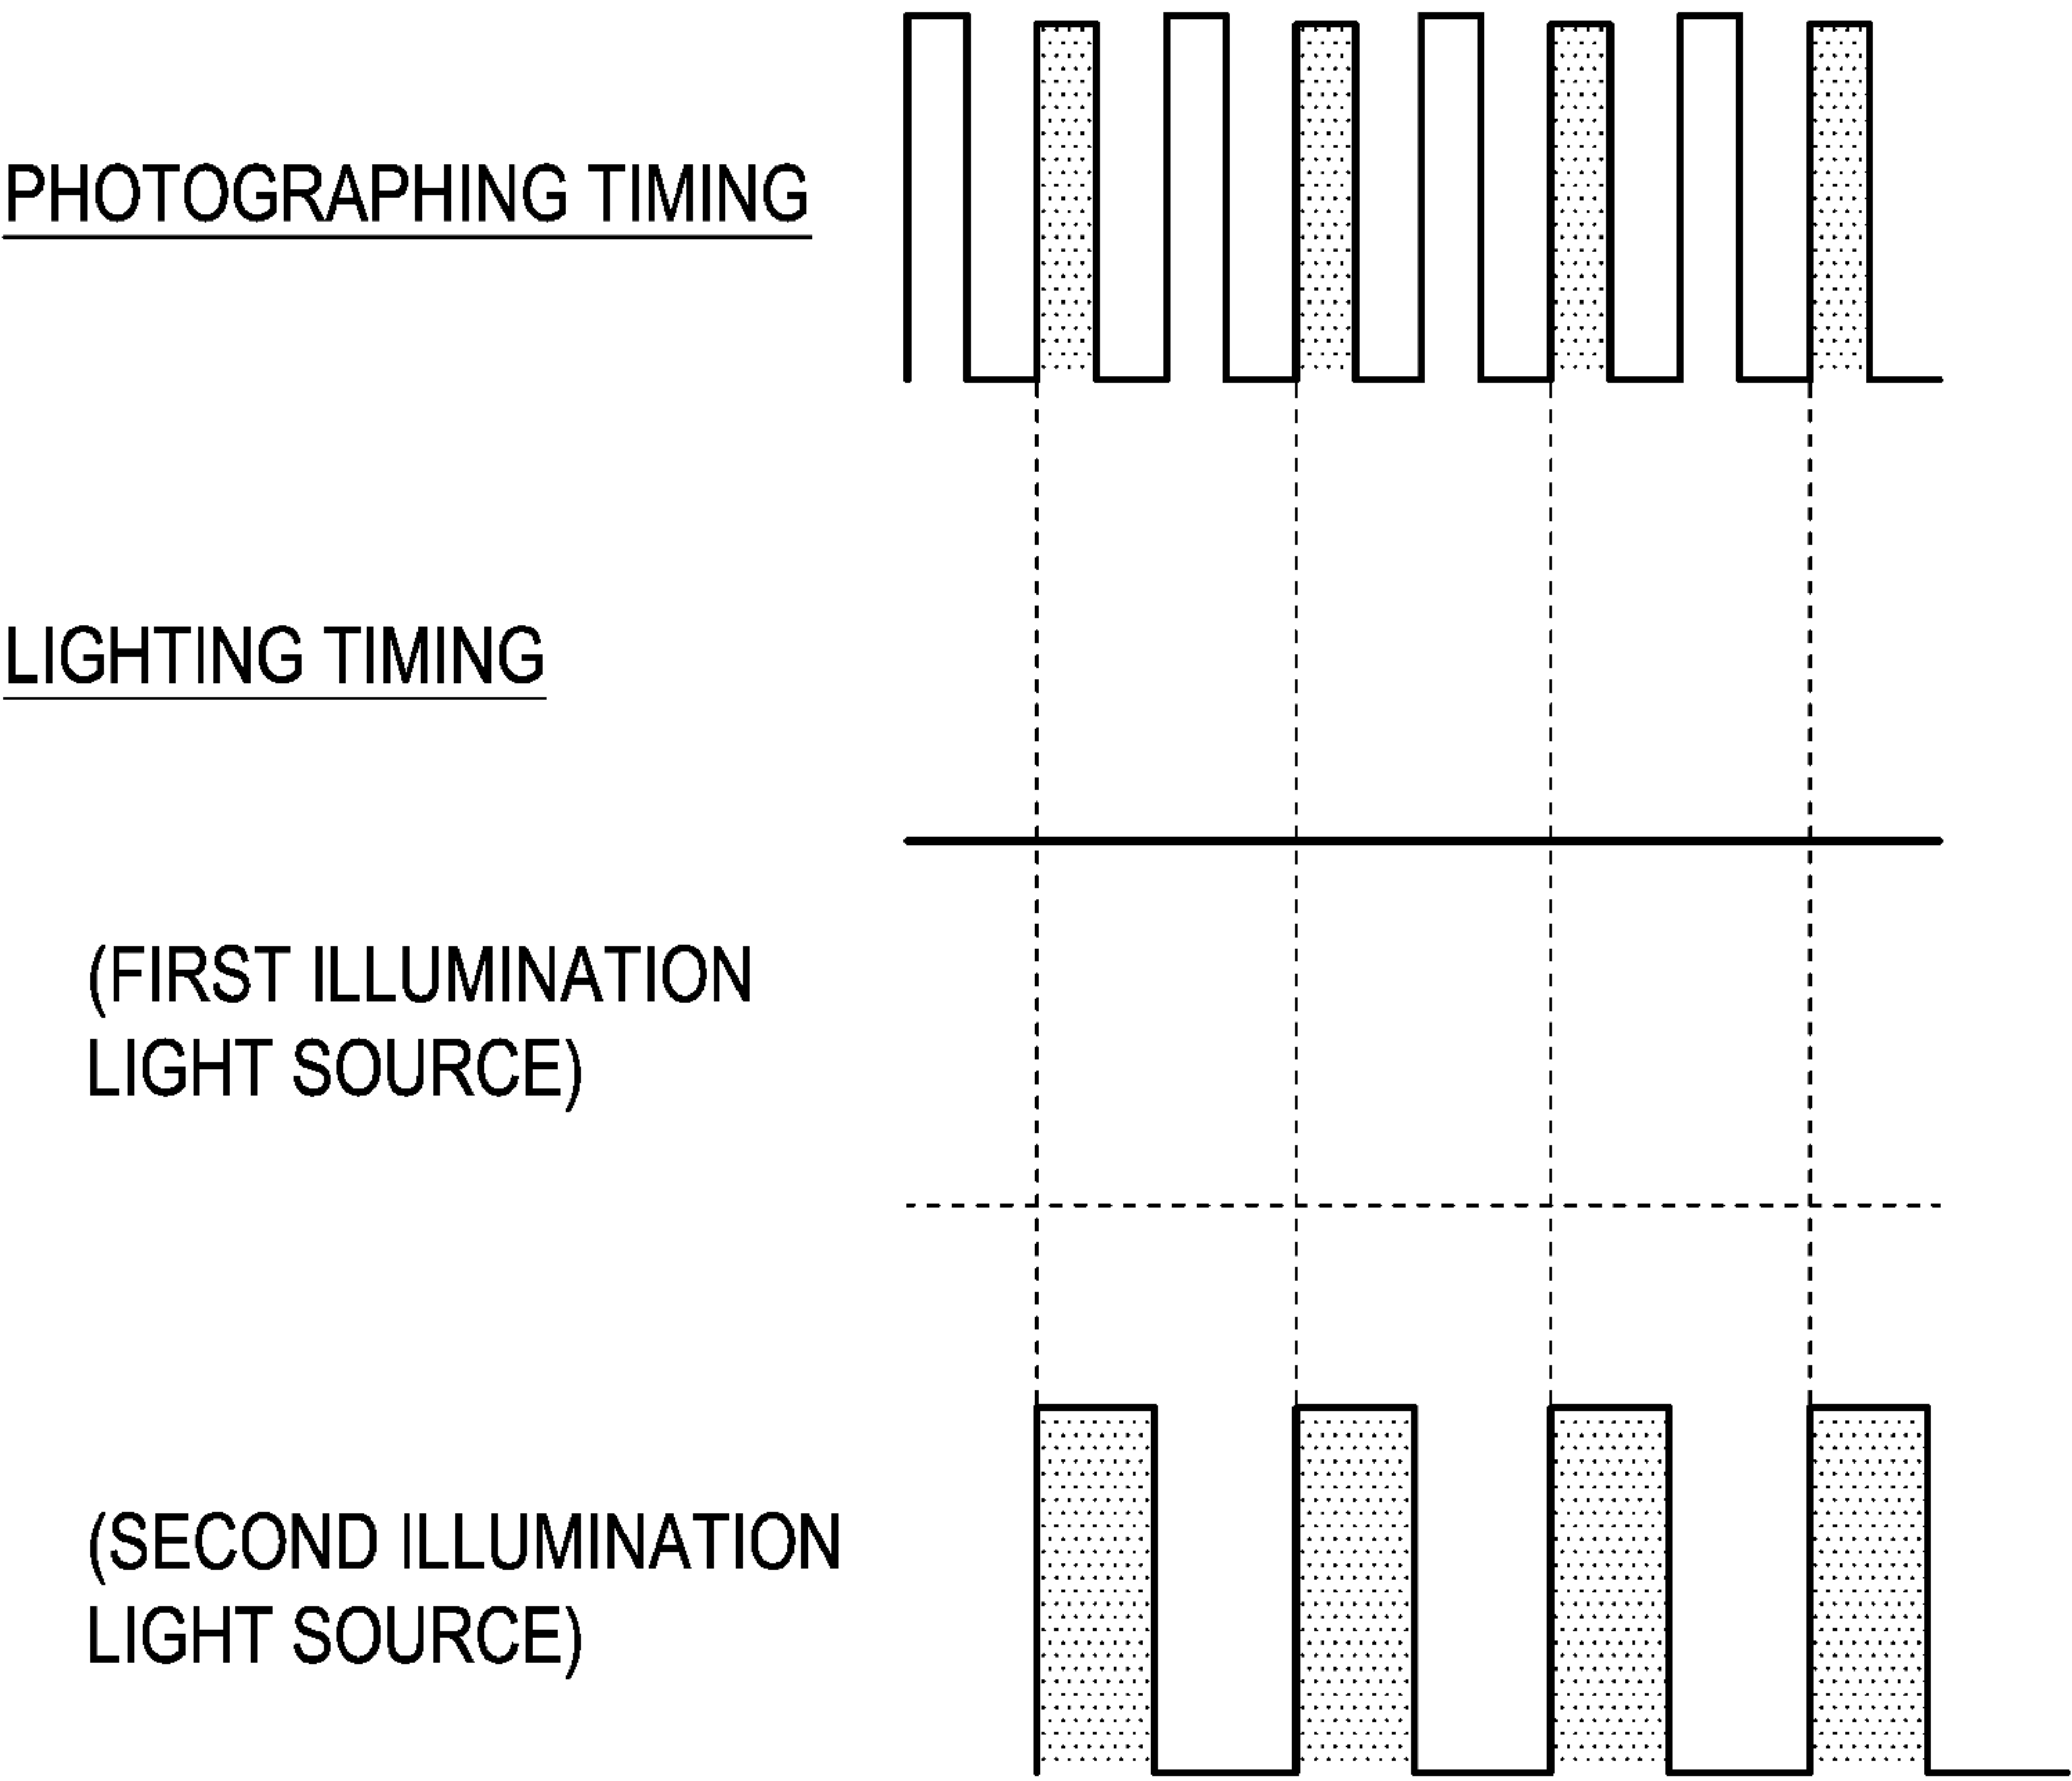 PHOTOGRAPHING TIMING
LIGHTING TIMING
(FIRST ILLUMINATION
LIGHT SOURCE)
(SECOND ILLUMINATION
LIGHT SOURCE)